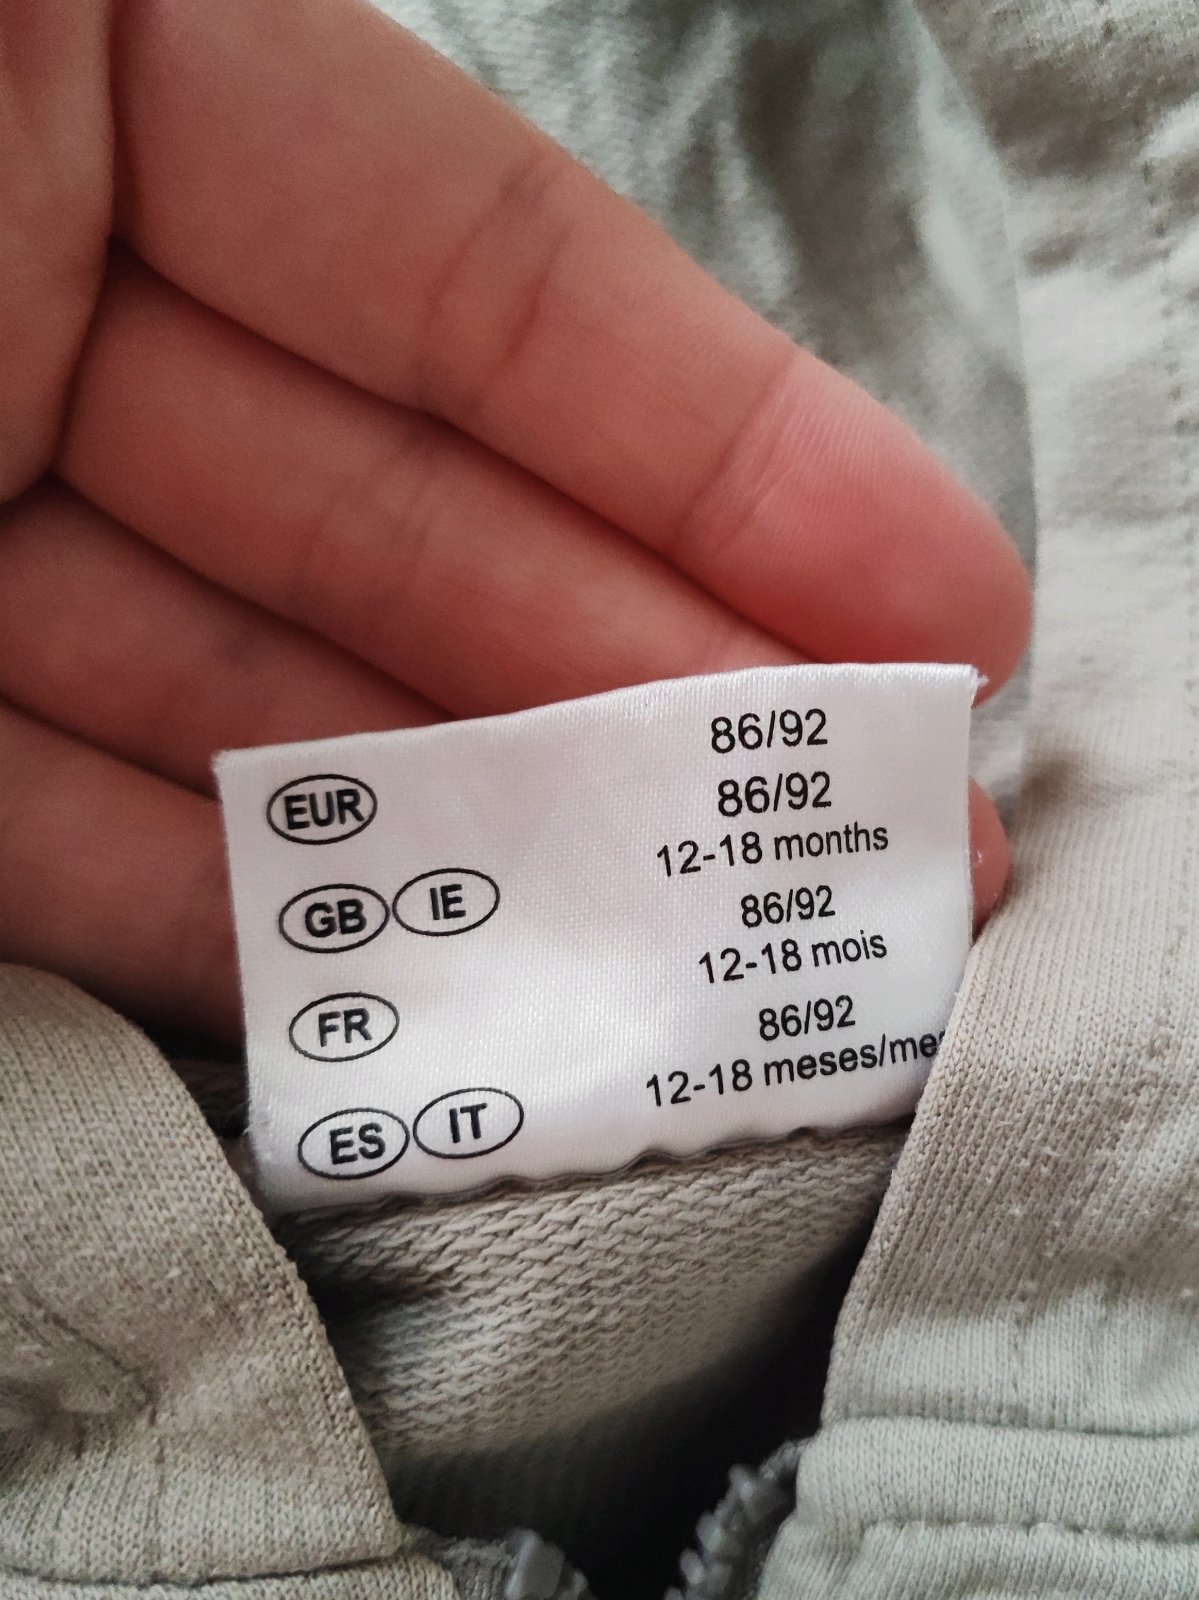 EUR 86/92
GB IE 86/92
12-18 months
FR 86/92
12-18 mois
ES IT 86/92
12-18 meses/